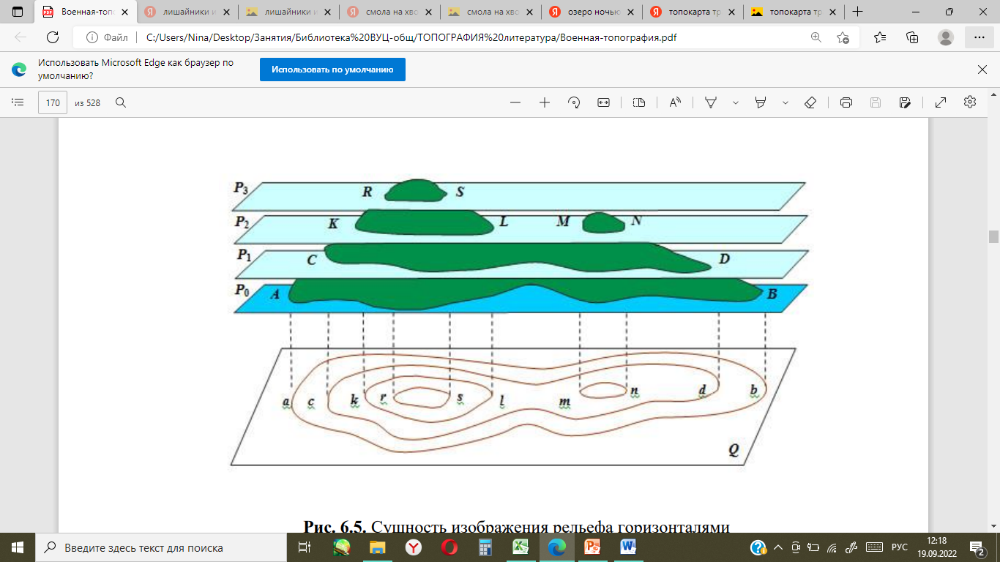 Военная-топо
лишайники и
лишайники и
смола на хво
смола на хво
озеро ночью
топокарта тр
топокарта тр
Файл
C:/Users/Nina/Desktop/Занятия/Библиотека%20ВУЦ-общ/ТОПОГРАФИЯ%20литература/Военная-топография.pdf
Использовать Microsoft Edge как браузер по
умолчанию?
Использовать по умолчанию
170 из 528
P3 R S
P2 K L M N
P1 C D
P0 A B
a c k r s l m n d b
Q
Рис. 6.5. Сущность изображения рельефа горизонталями
Введите здесь текст для поиска
РУС
12:18
19.09.2022
2